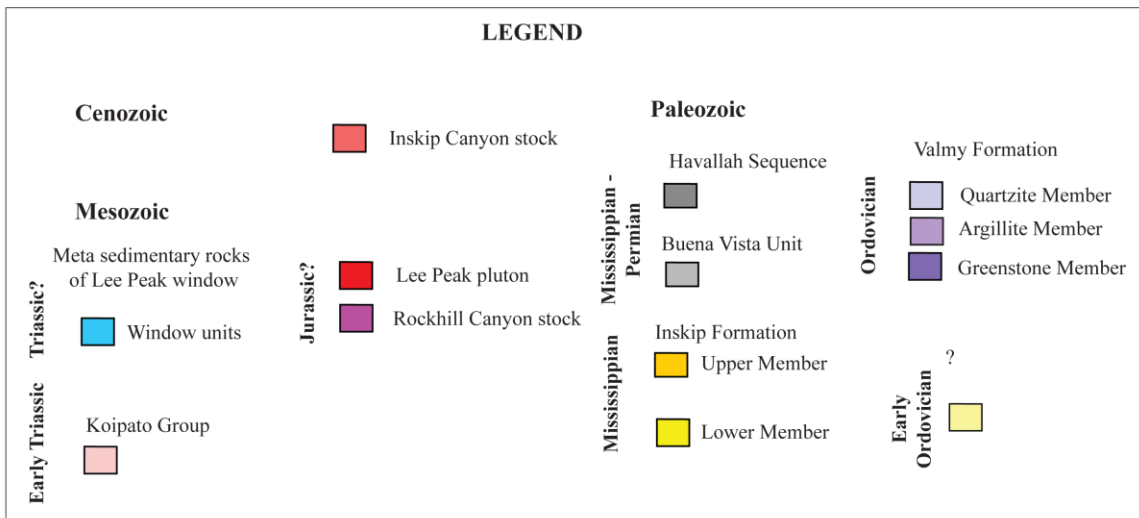 LEGEND
Cenozoic
Inskip Canyon stock
Mesozoic
Meta sedimentary rocks
of Lee Peak window
Triassic?
Window units
Early Triassic
Koipato Group
Jurassic?
Lee Peak pluton
Rockhill Canyon stock
Paleozoic
Mississippian -
Permian
Havallah Sequence
Buena Vista Unit
Mississippian
Inskip Formation
Upper Member
Lower Member
Ordovician
Valmy Formation
Quartzite Member
Argillite Member
Greenstone Member
Early
Ordovician
?